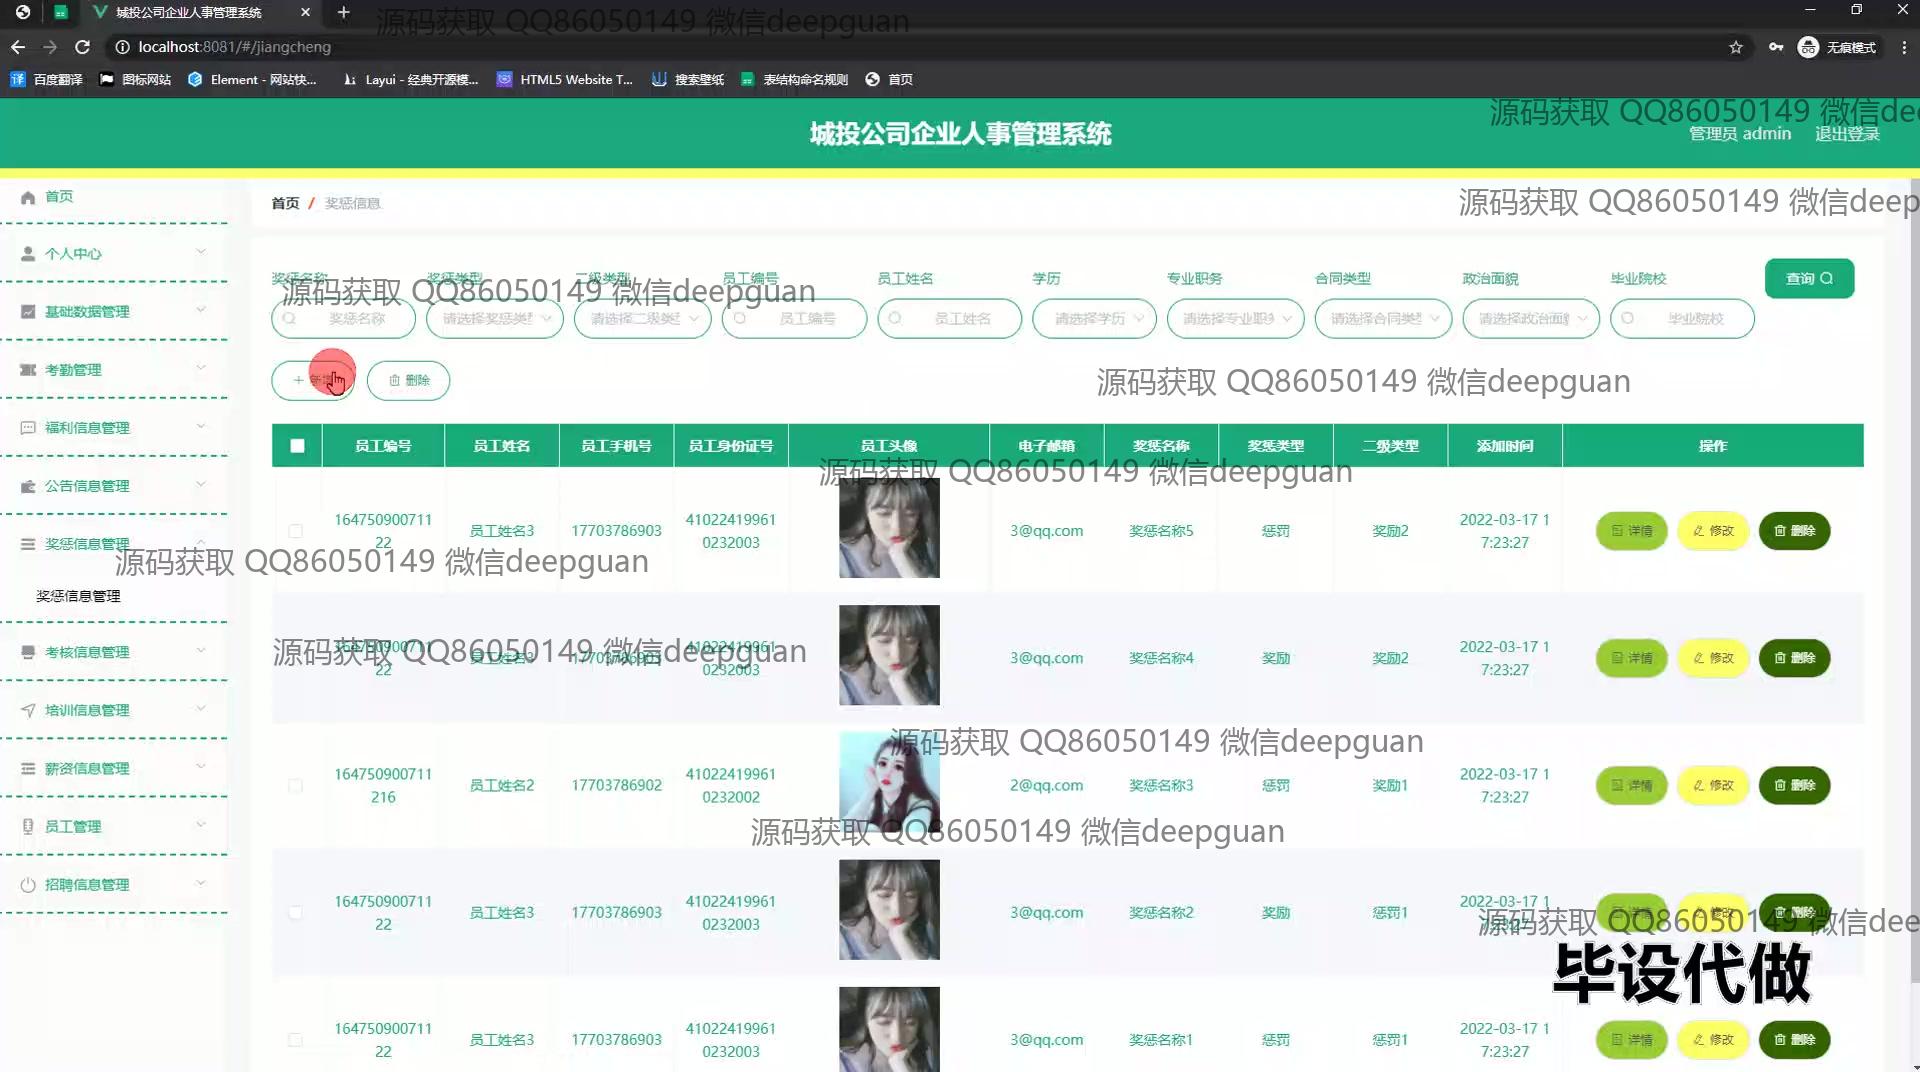 城投公司企业人事管理系统
源码获取 QQ86050149 微信deepguan
localhost:8081/#/jiangcheng
无痕模式
百度翻译 图标网站 Element - 网站快... Layui - 经典开源模... HTML5 Website T... 搜索壁纸 表结构命名规则 首页
源码获取 QQ86050149 微信dee
城投公司企业人事管理系统
管理员 admin 退出登录
首页
首页 / 奖惩信息
源码获取 QQ86050149 微信deep
个人中心
奖惩名称 奖惩类型 二级类型 员工编号 员工姓名 学历 专业职务 合同类型 政治面貌 毕业院校
查询
源码获取 QQ86050149 微信deepguan
基础数据管理
奖惩名称 请选择奖惩类型 请选择二级类型 员工编号 员工姓名 请选择学历 请选择专业职务 请选择合同类型 请选择政治面貌 毕业院校
考勤管理
新增 删除
源码获取 QQ86050149 微信deepguan
福利信息管理
员工编号 员工姓名 员工手机号 员工身份证号 员工头像 电子邮箱 奖惩名称 奖惩类型 二级类型 添加时间 操作
源码获取 QQ86050149 微信deepguan
公告信息管理
164750900711
22 员工姓名3 17703786903 41022419961
0232003 3@qq.com 奖惩名称5 惩罚 奖励2 2022-03-17 1
7:23:27 详情 修改 删除
奖惩信息管理
源码获取 QQ86050149 微信deepguan
奖惩信息管理
考核信息管理
164750900711
22 员工姓名3 17703786903 41022419961
0232003 3@qq.com 奖惩名称4 奖励 奖励2 2022-03-17 1
7:23:27 详情 修改 删除
源码获取 QQ86050149 微信deepguan
培训信息管理
源码获取 QQ86050149 微信deepguan
薪资信息管理
164750900711
216 员工姓名2 17703786902 41022419961
0232002 2@qq.com 奖惩名称3 惩罚 奖励1 2022-03-17 1
7:23:27 详情 修改 删除
员工管理
源码获取 QQ86050149 微信deepguan
招聘信息管理
164750900711
22 员工姓名3 17703786903 41022419961
0232003 3@qq.com 奖惩名称2 奖励 惩罚1 2022-03-17 1
7:23:27 详情 修改 删除
源码获取 QQ86050149 微信dee
毕设代做
164750900711
22 员工姓名3 17703786903 41022419961
0232003 3@qq.com 奖惩名称1 惩罚 惩罚1 2022-03-17 1
7:23:27 详情 修改 删除